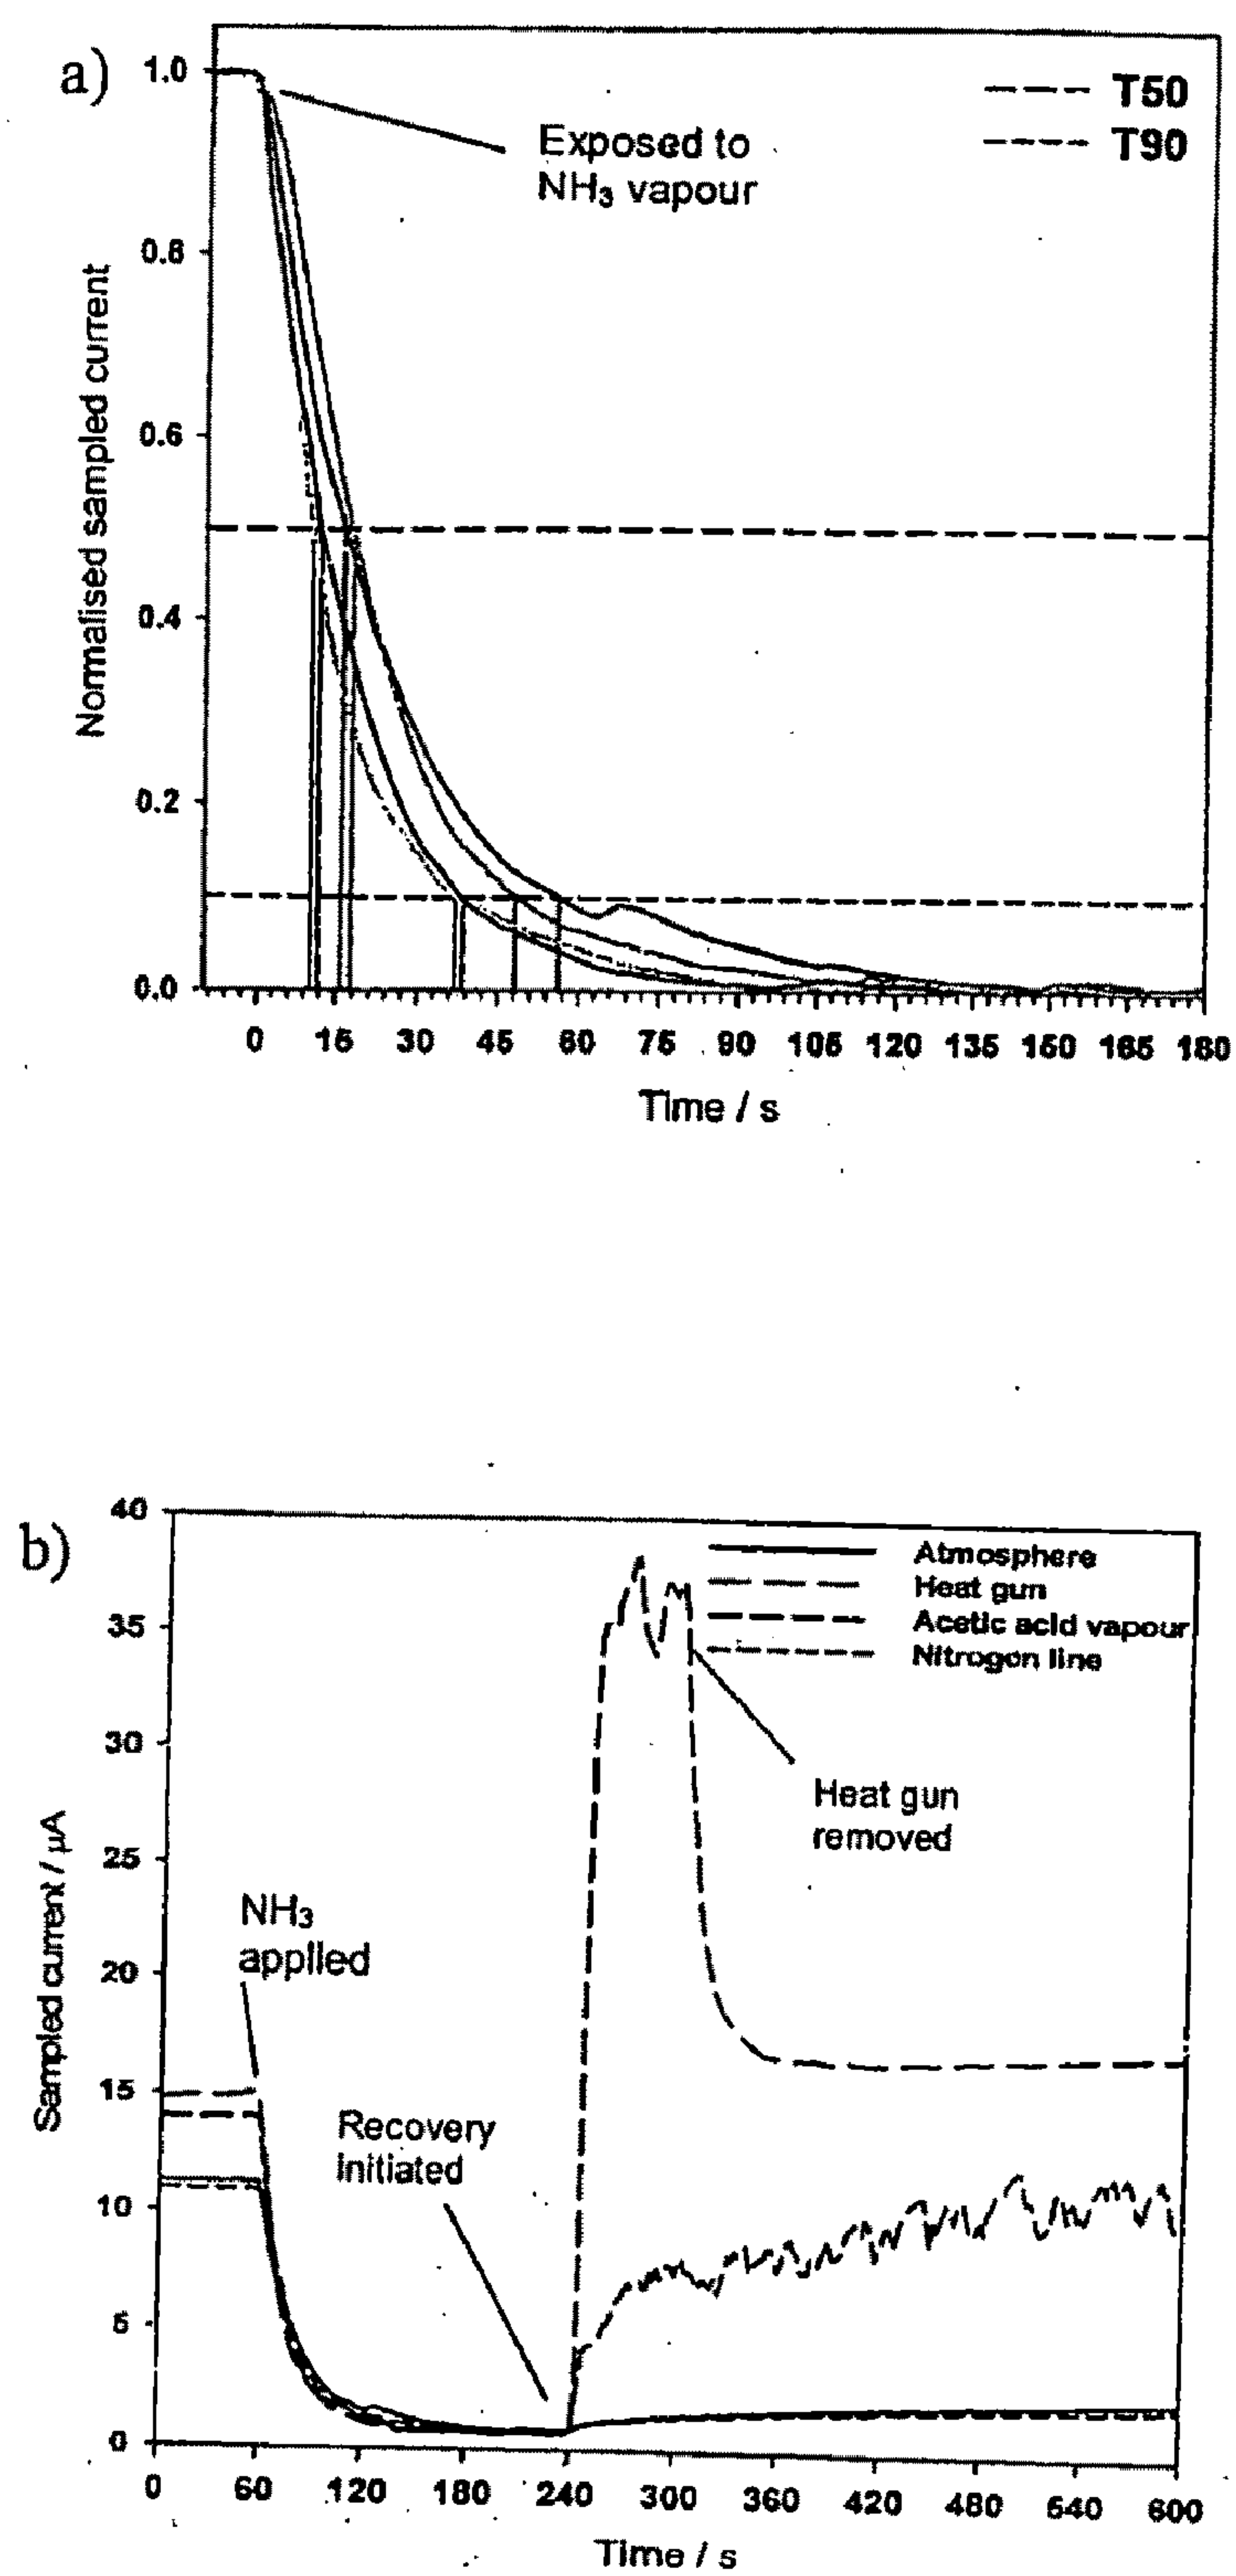 a)
T50
T90
Exposed to
NH₃ vapour
Normalised sampled current
1.0
0.8
0.6
0.4
0.2
0.0
0 15 30 45 60 75 90 105 120 135 150 165 180
Time / s
b)
Atmosphere
Heat gun
Acetic acid vapour
Nitrogen line
Heat gun
removed
NH₃
applied
Recovery
initiated
Sampled current / µA
40
35
30
25
20
15
10
5
0
0 60 120 180 240 300 360 420 480 540 600
Time / s